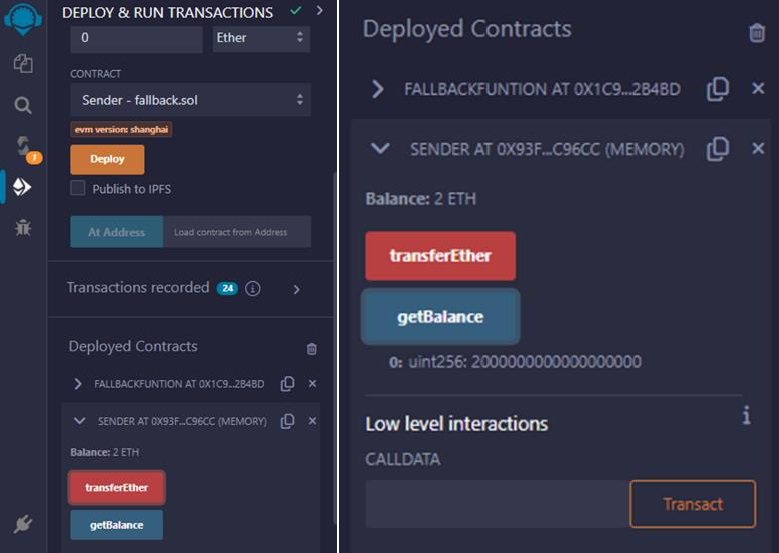 DEPLOY & RUN TRANSACTIONS
0 Ether
CONTRACT
Sender - fallback.sol
evm version: shanghai
1
Deploy
Publish to IPFS
At Address Load contract from Address
Transactions recorded 24 i
Deployed Contracts
FALLBACKFUNTION AT 0X1C9...2B4BD
SENDER AT 0X93F...C96CC (MEMORY)
Balance: 2 ETH
transferEther
getBalance
Deployed Contracts
FALLBACKFUNTION AT 0X1C9...2B4BD
SENDER AT 0X93F...C96CC (MEMORY)
Balance: 2 ETH
transferEther
getBalance
0: uint256: 2000000000000000000
Low level interactions i
CALLDATA
Transact